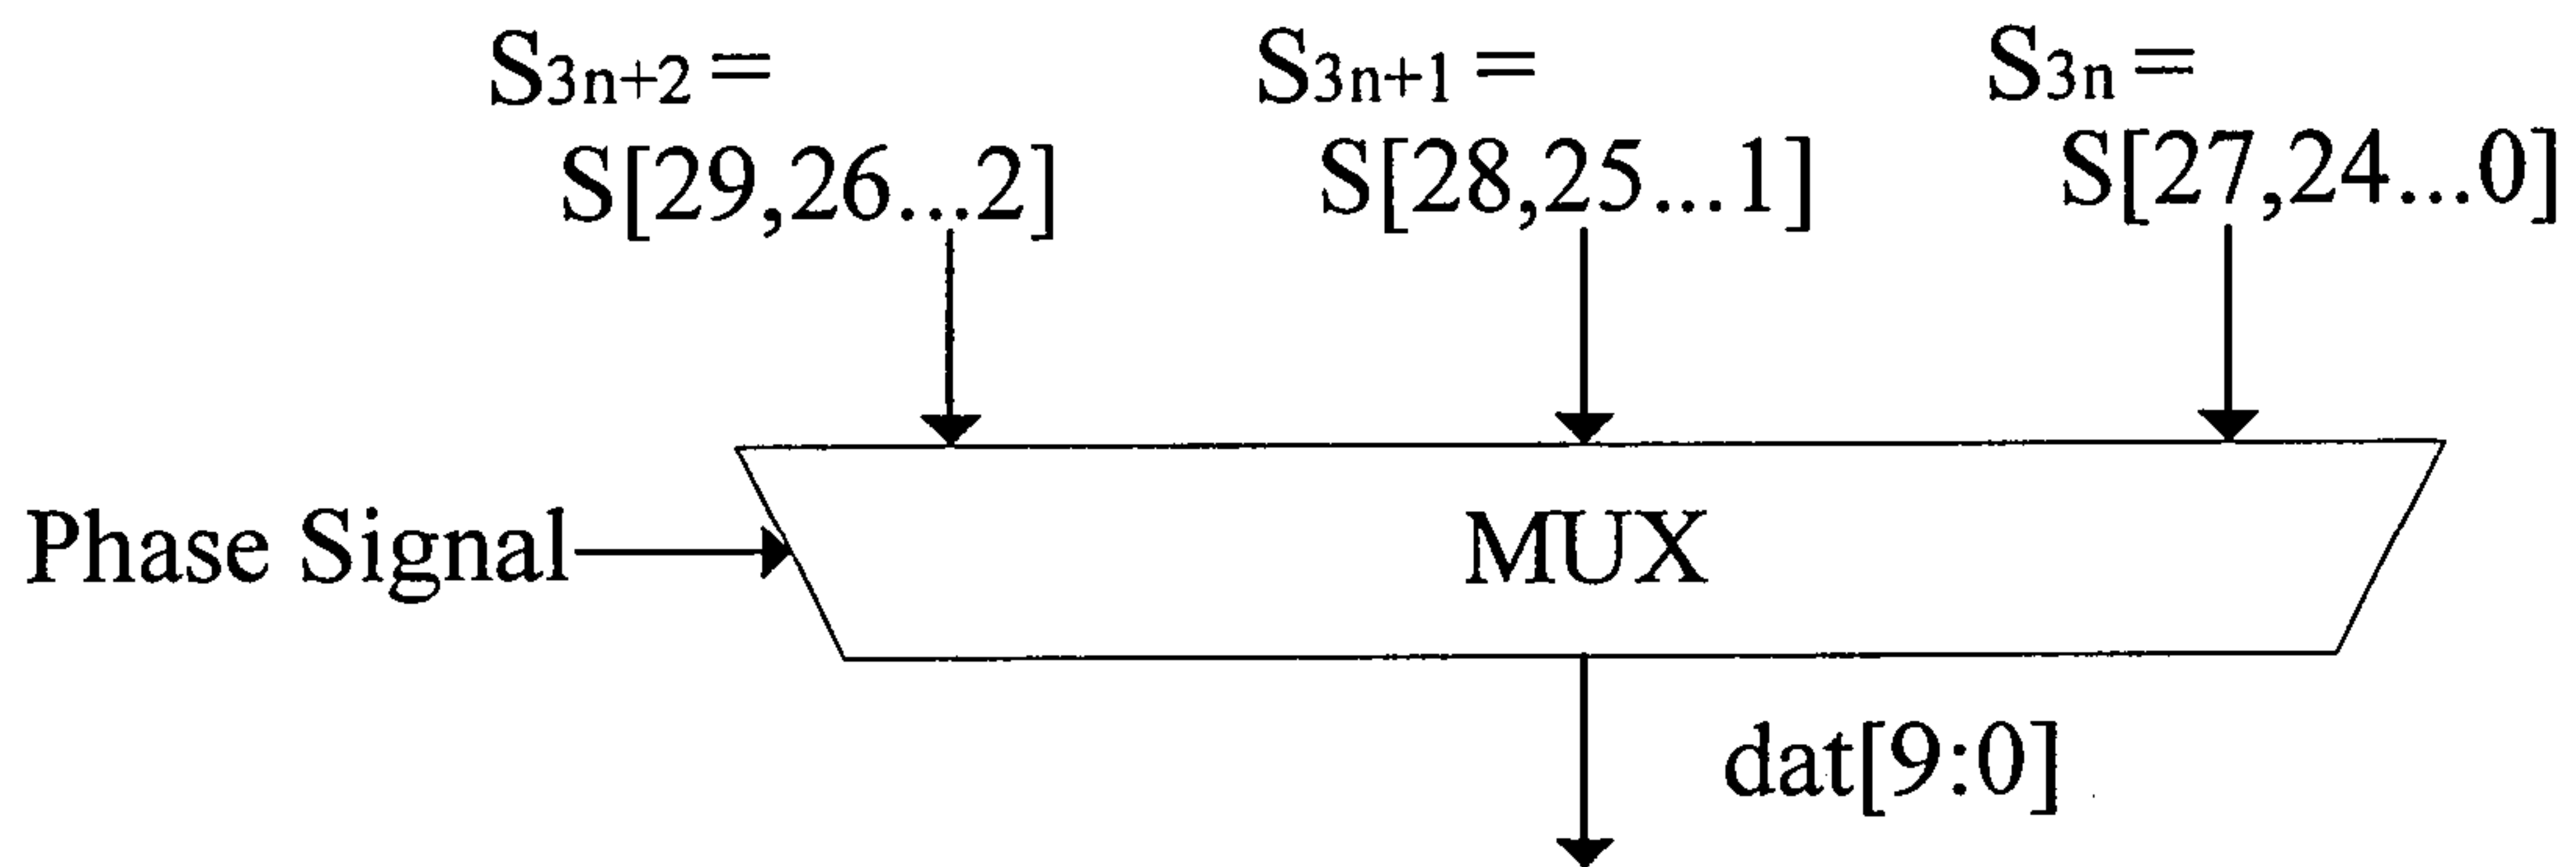 S3n+2 =
S[29,26...2]
S3n+1 =
S[28,25...1]
S3n =
S[27,24...0]
Phase Signal
MUX
dat[9:0]